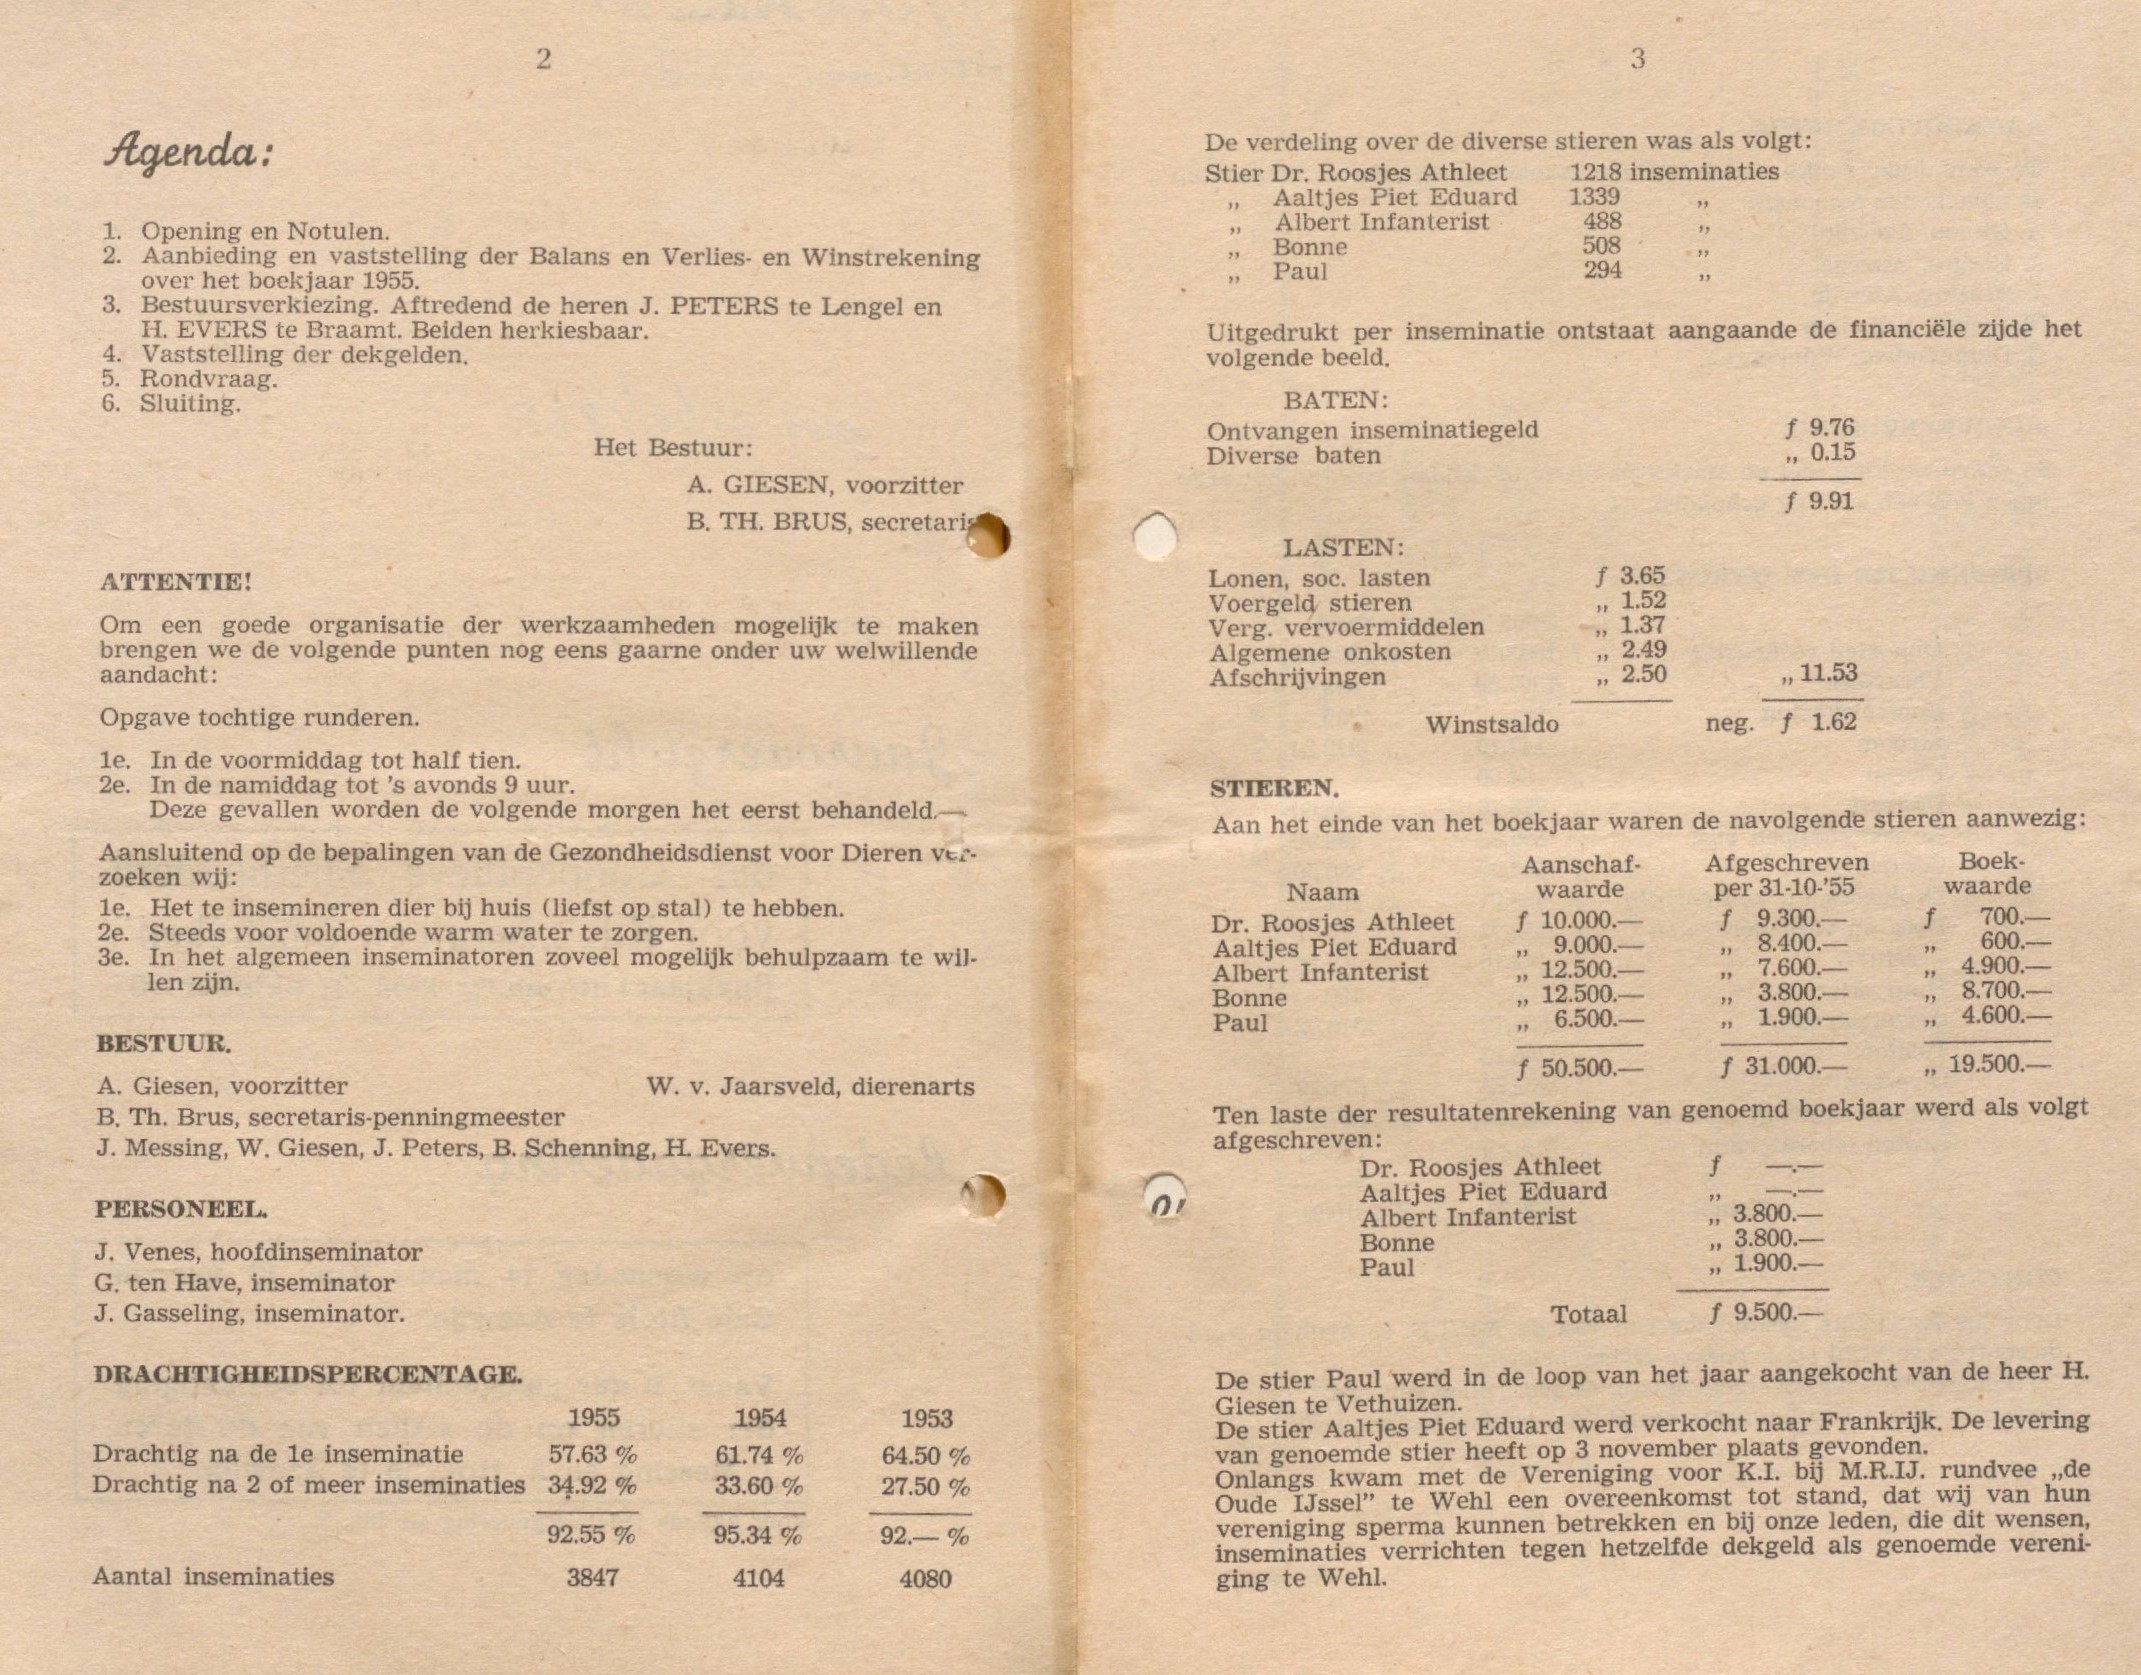 2
Agenda:
1. Opening en Notulen.
2. Aanbieding en vaststelling der Balans en Verlies- en Winstrekening
over het boekjaar 1955.
3. Bestuursverkiezing. Aftredend de heren J. PETERS te Lengel en
H. EVERS te Braamt. Beiden herkiesbaar.
4. Vaststelling der dekgelden.
5. Rondvraag.
6. Sluiting.
Het Bestuur:
A. GIESEN, voorzitter
B. TH. BRUS, secretaris
ATTENTIE!
Om een goede organisatie der werkzaamheden mogelijk te maken
brengen we de volgende punten nog eens gaarne onder uw welwillende
aandacht:
Opgave tochtige runderen.
1e. In de voormiddag tot half tien.
2e. In de namiddag tot 's avonds 9 uur.
Deze gevallen worden de volgende morgen het eerst behandeld.—
Aansluitend op de bepalingen van de Gezondheidsdienst voor Dieren ver-
zoeken wij:
1e. Het te insemineren dier bij huis (liefst op stal) te hebben.
2e. Steeds voor voldoende warm water te zorgen.
3e. In het algemeen inseminatoren zoveel mogelijk behulpzaam te wil-
len zijn.
BESTUUR.
A. Giesen, voorzitter W. v. Jaarsveld, dierenarts
B. Th. Brus, secretaris-penningmeester
J. Messing, W. Giesen, J. Peters, B. Schenning, H. Evers.
PERSONEEL.
J. Venes, hoofdinseminator
G. ten Have, inseminator
J. Gasseling, inseminator.
DRACHTIGHEIDSPERCENTAGE.
1955 1954 1953
Drachtig na de 1e inseminatie 57.63 % 61.74 % 64.50 %
Drachtig na 2 of meer inseminaties 34.92 % 33.60 % 27.50 %
92.55 % 95.34 % 92.— %
Aantal inseminaties 3847 4104 4080
3
De verdeling over de diverse stieren was als volgt:
Stier Dr. Roosjes Athleet 1218 inseminaties
„ Aaltjes Piet Eduard 1339 „
„ Albert Infanterist 488 „
„ Bonne 508 „
„ Paul 294 „
Uitgedrukt per inseminatie ontstaat aangaande de financiële zijde het
volgende beeld.
BATEN:
Ontvangen inseminatiegeld f 9.76
Diverse baten „ 0.15
f 9.91
LASTEN:
Lonen, soc. lasten f 3.65
Voergeld stieren „ 1.52
Verg. vervoermiddelen „ 1.37
Algemene onkosten „ 2.49
Afschrijvingen „ 2.50 „ 11.53
Winstsaldo neg. f 1.62
STIEREN.
Aan het einde van het boekjaar waren de navolgende stieren aanwezig:
Aanschaf- Afgeschreven Boek-
Naam waarde per 31-10-'55 waarde
Dr. Roosjes Athleet f 10.000.— f 9.300.— f 700.—
Aaltjes Piet Eduard „ 9.000.— „ 8.400.— „ 600.—
Albert Infanterist „ 12.500.— „ 7.600.— „ 4.900.—
Bonne „ 12.500.— „ 3.800.— „ 8.700.—
Paul „ 6.500.— „ 1.900.— „ 4.600.—
f 50.500.— f 31.000.— „ 19.500.—
Ten laste der resultatenrekening van genoemd boekjaar werd als volgt
afgeschreven:
Dr. Roosjes Athleet f —.—
Aaltjes Piet Eduard „ —.—
Albert Infanterist „ 3.800.—
Bonne „ 3.800.—
Paul „ 1.900.—
Totaal f 9.500.—
De stier Paul werd in de loop van het jaar aangekocht van de heer H.
Giesen te Vethuizen.
De stier Aaltjes Piet Eduard werd verkocht naar Frankrijk. De levering
van genoemde stier heeft op 3 november plaats gevonden.
Onlangs kwam met de Vereniging voor K.I. bij M.R.IJ. rundvee „de
Oude IJssel” te Wehl een overeenkomst tot stand, dat wij van hun
vereniging sperma kunnen betrekken en bij onze leden, die dit wensen,
inseminaties verrichten tegen hetzelfde dekgeld als genoemde vereni-
ging te Wehl.